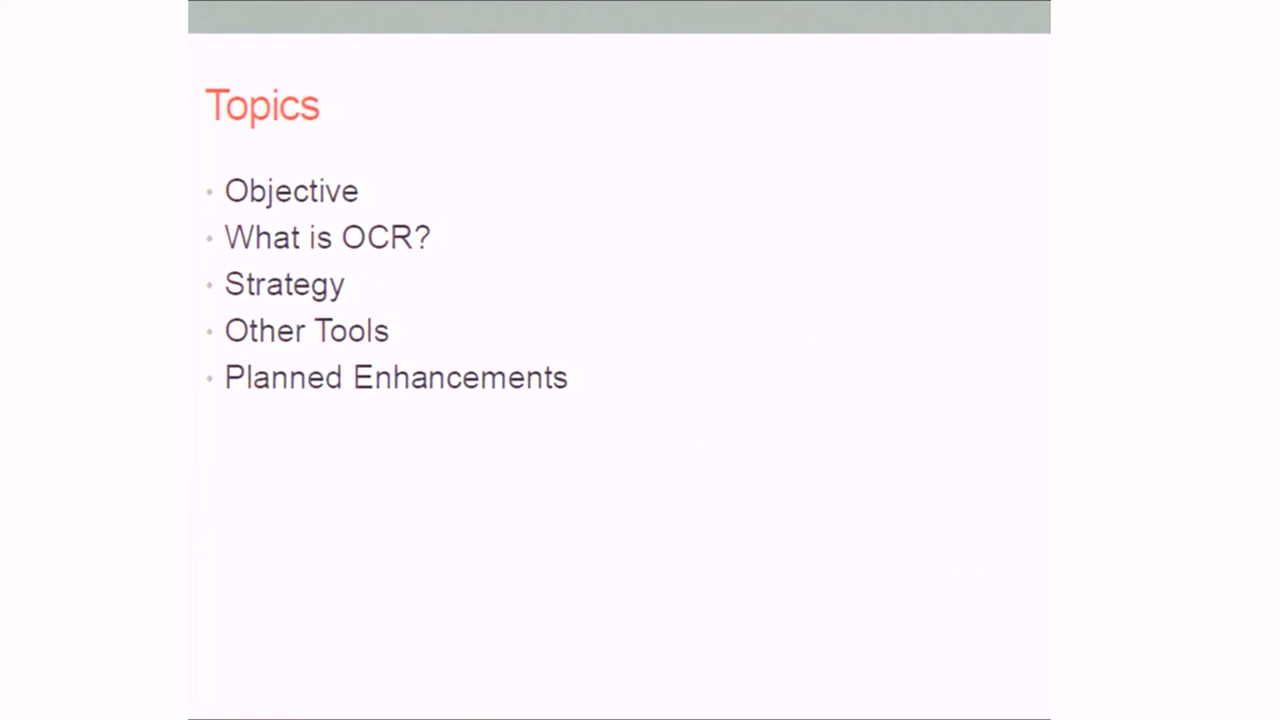 Topics
• Objective
• What is OCR?
• Strategy
• Other Tools
• Planned Enhancements